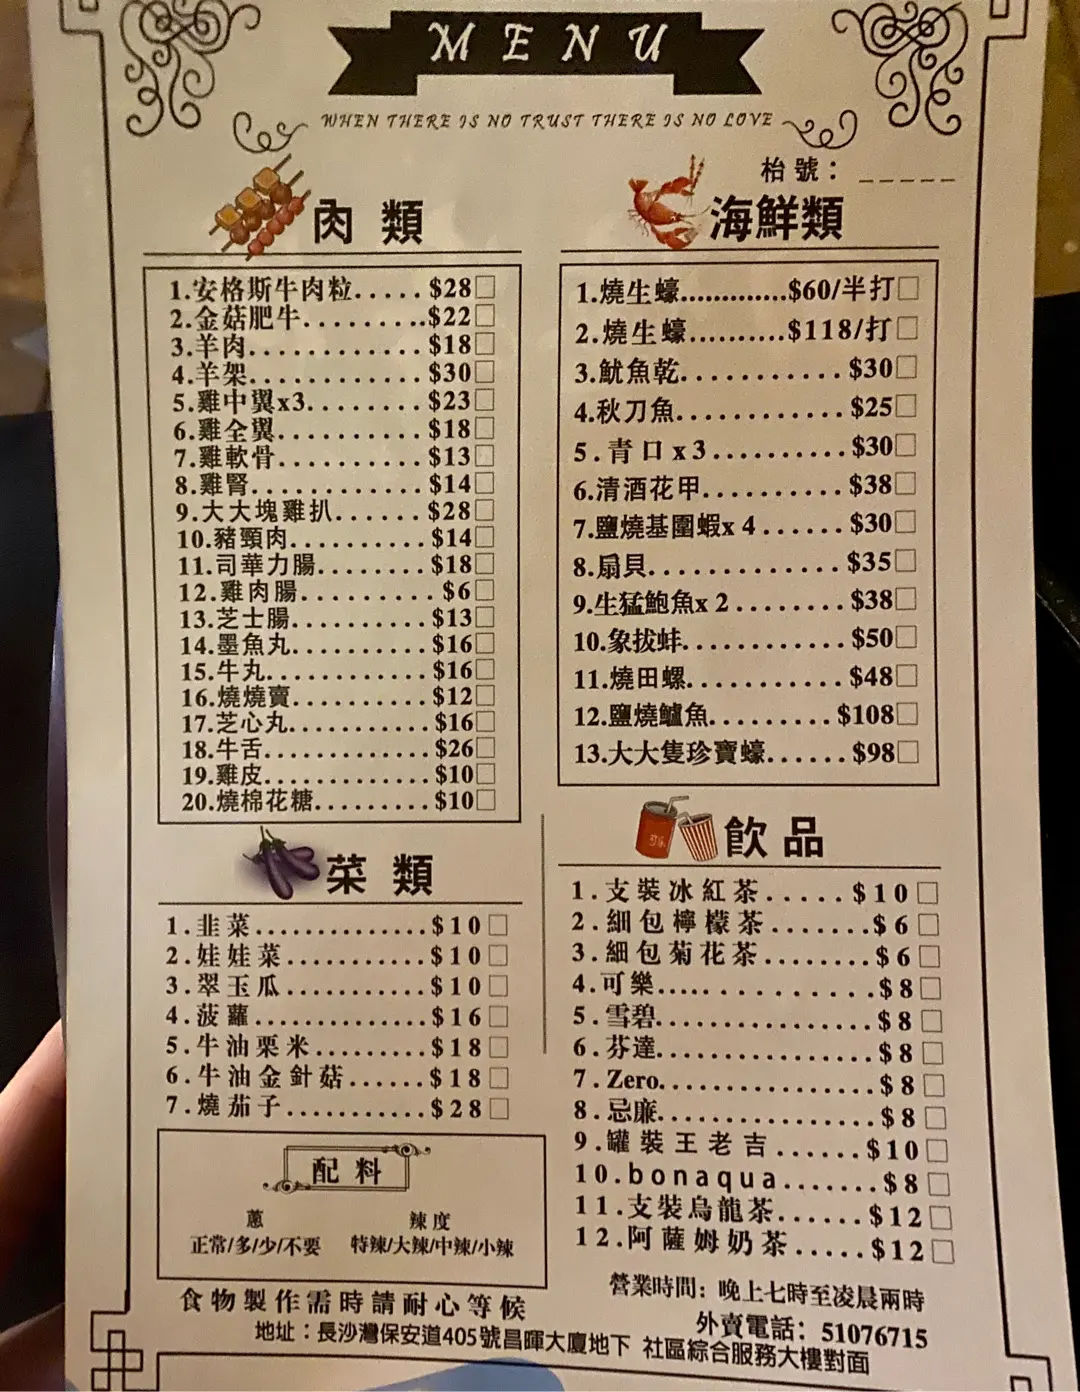 MENU
WHEN THERE IS NO TRUST THERE IS NO LOVE
枱號：_____
肉類
1.安格斯牛肉粒.....$28□
2.金菇肥牛.........$22□
3.羊肉............$18□
4.羊架............$30□
5.雞中翼x3........$23□
6.雞全翼..........$18□
7.雞軟骨..........$13□
8.雞腎............$14□
9.大大塊雞扒......$28□
10.豬頸肉..........$14□
11.司華力腸........$18□
12.雞肉腸..........$6□
13.芝士腸..........$13□
14.墨魚丸..........$16□
15.牛丸............$16□
16.燒燒賣..........$12□
17.芝心丸..........$16□
18.牛舌............$26□
19.雞皮............$10□
20.燒棉花糖........$10□
海鮮類
1.燒生蠔.............$60/半打□
2.燒生蠔..........$118/打□
3.魷魚乾...........$30□
4.秋刀魚...........$25□
5.青口x3..........$30□
6.清酒花甲..........$38□
7.鹽燒基圍蝦x4......$30□
8.扇貝.............$35□
9.生猛鮑魚x2........$38□
10.象拔蚌............$50□
11.燒田螺...........$48□
12.鹽燒鱸魚.........$108□
13.大大隻珍寶蠔......$98□
菜類
1.韭菜..............$10□
2.娃娃菜...........$10□
3.翠玉瓜...........$10□
4.菠蘿..............$16□
5.牛油粟米.........$18□
6.牛油金針菇......$18□
7.燒茄子...........$28□
飲品
1.支裝冰紅茶.....$10□
2.細包檸檬茶.......$6□
3.細包菊花茶........$6□
4.可樂..............$8□
5.雪碧...............$8□
6.芬達...............$8□
7.Zero...............$8□
8.忌廉...............$8□
9.罐裝王老吉......$10□
10.bonaqua.......$8□
11.支裝烏龍茶......$12□
12.阿薩姆奶茶.....$12□
配料
蔥 辣度
正常/多/少/不要 特辣/大辣/中辣/小辣
食物製作需時請耐心等候
營業時間：晚上七時至凌晨兩時
外賣電話：51076715
地址：長沙灣保安道405號昌暉大廈地下 社區綜合服務大樓對面